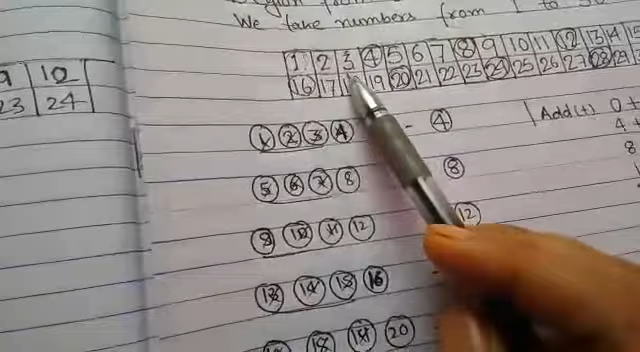 We take numbers from 1 to
1 2 3 4 5 6 7 8 9 10 11 12 13 14 15
9 10
16 17 19 20 21 22 23 24 25 26 27 28 29
23 24
1 2 3 4 - 4 Add(+) 0+
4+
5 6 7 8 8 8
9 10 11 12 12
13 14 15 16
18 19 20